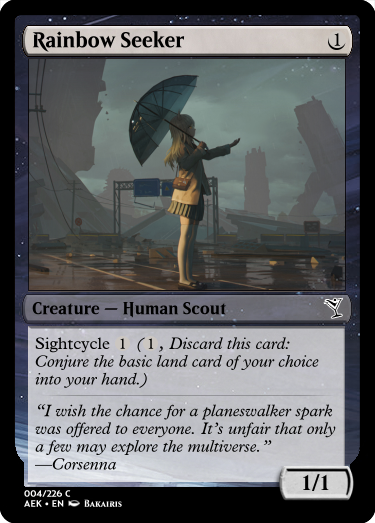 Rainbow Seeker 1
Creature — Human Scout
Sightcycle 1 (1, Discard this card:
Conjure the basic land card of your choice
into your hand.)
“I wish the chance for a planeswalker spark
was offered to everyone. It’s unfair that only
a few may explore the multiverse.”
—Corsenna
1/1
004/226 C
AEK • EN Bakairis